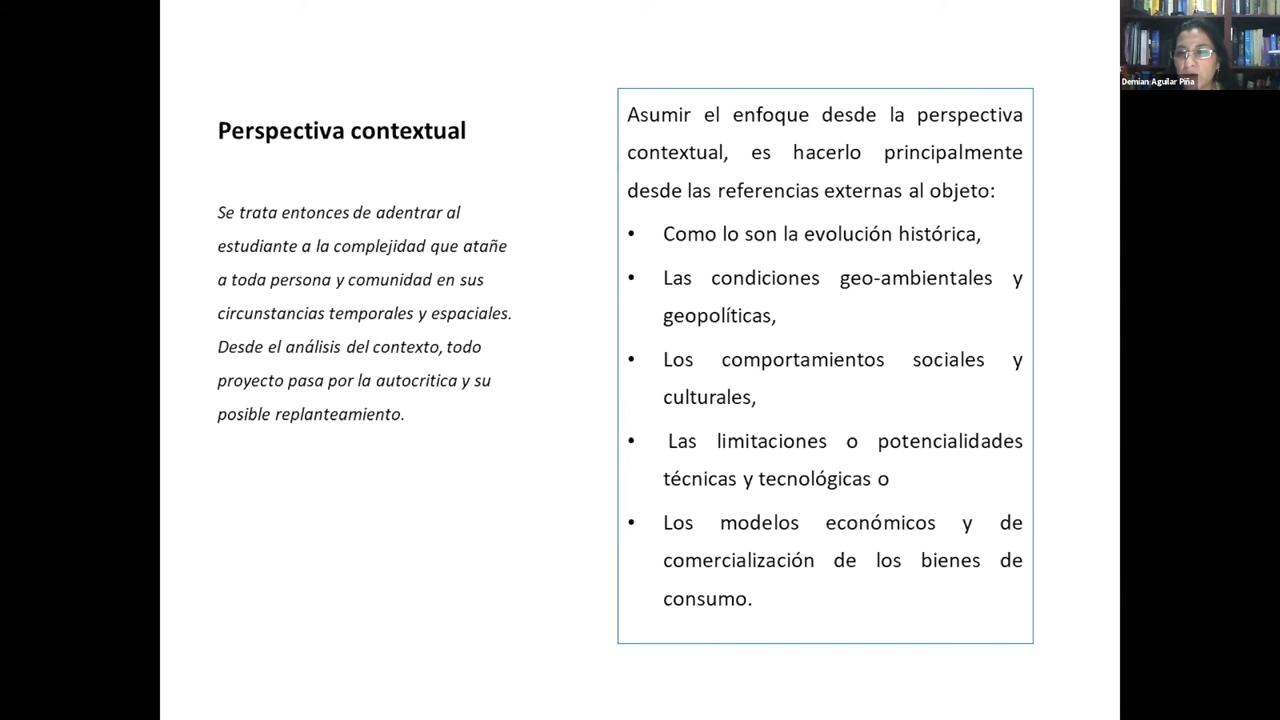 Perspectiva contextual
Se trata entonces de adentrar al
estudiante a la complejidad que atañe
a toda persona y comunidad en sus
circunstancias temporales y espaciales.
Desde el análisis del contexto, todo
proyecto pasa por la autocritica y su
posible replanteamiento.
Asumir el enfoque desde la perspectiva
contextual, es hacerlo principalmente
desde las referencias externas al objeto:
• Como lo son la evolución histórica,
• Las condiciones geo-ambientales y
geopolíticas,
• Los comportamientos sociales y
culturales,
• Las limitaciones o potencialidades
técnicas y tecnológicas o
• Los modelos económicos y de
comercialización de los bienes de
consumo.
Demian Aguilar Piña